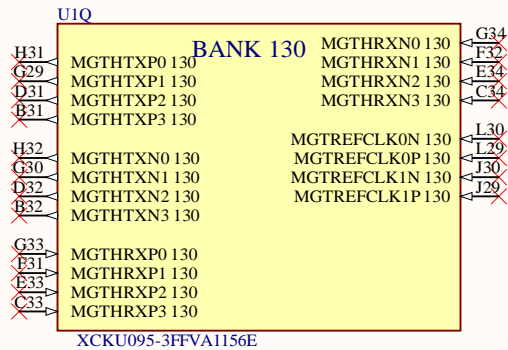 U1Q
BANK 130
H31 MGTHTXP0 130
G29 MGTHTXP1 130
D31 MGTHTXP2 130
B31 MGTHTXP3 130
H32 MGTHTXN0 130
G30 MGTHTXN1 130
D32 MGTHTXN2 130
B32 MGTHTXN3 130
G33 MGTHRXP0 130
F31 MGTHRXP1 130
E33 MGTHRXP2 130
C33 MGTHRXP3 130
MGTHRXN0 130 G34
MGTHRXN1 130 F32
MGTHRXN2 130 E34
MGTHRXN3 130 C34
MGTREFCLK0N 130 L30
MGTREFCLK0P 130 L29
MGTREFCLK1N 130 J30
MGTREFCLK1P 130 J29
XCKU095-3FFVA1156E